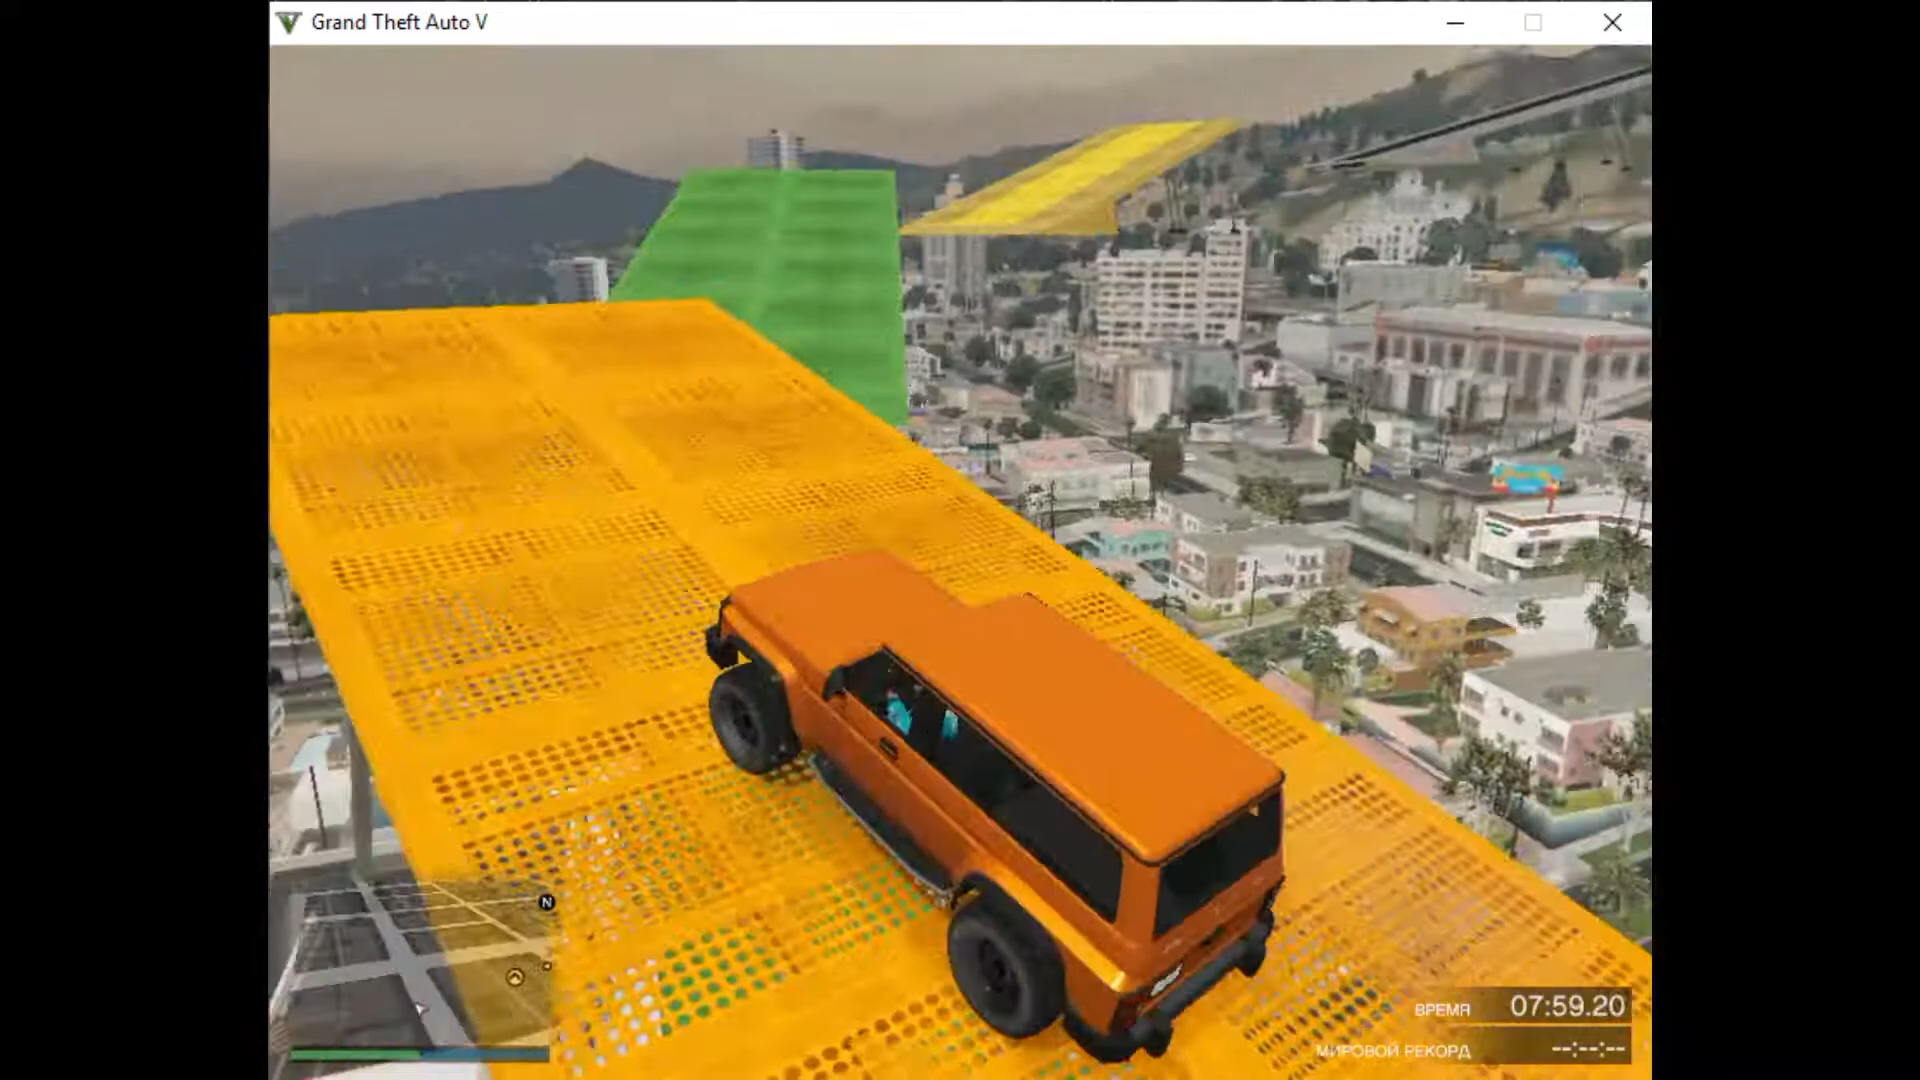 Grand Theft Auto V
N
ВРЕМЯ 07:59.20
МИРОВОЙ РЕКОРД --:--:--